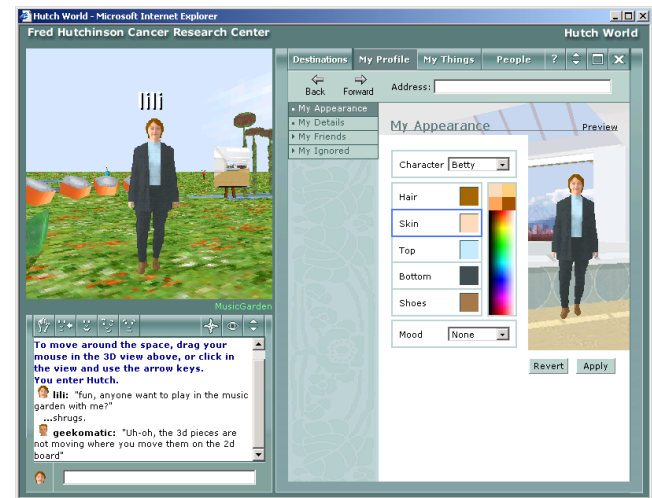 Hutch World - Microsoft Internet Explorer
Fred Hutchinson Cancer Research Center
Hutch World
lili
MusicGarden
To move around the space, drag your
mouse in the 3D view above, or click in
the view and use the arrow keys.
You enter Hutch.
lili: "fun, anyone want to play in the music
garden with me?"
...shrugs.
geekomatic: "Uh-oh, the 3d pieces are
not moving where you move them on the 2d
board"
Destinations My Profile My Things People ?
Back Forward Address:
My Appearance
My Details
My Friends
My Ignored
My Appearance
Preview
Character Betty
Hair
Skin
Top
Bottom
Shoes
Mood None
Revert Apply